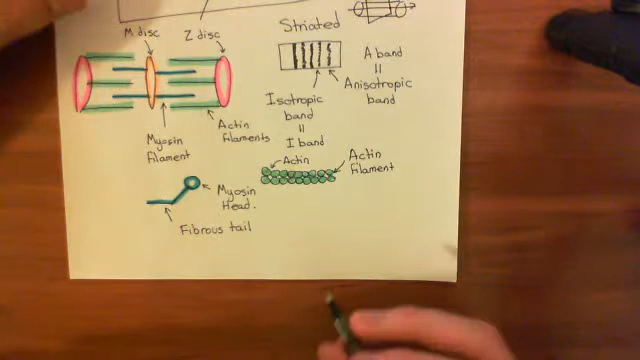 M disc
Z disc
Myosin
filament
Actin
filaments
Striated
A band
=
Anisotropic
band
Isotropic
band
=
I band
Actin
Actin
Filament
Myosin
Head.
Fibrous tail